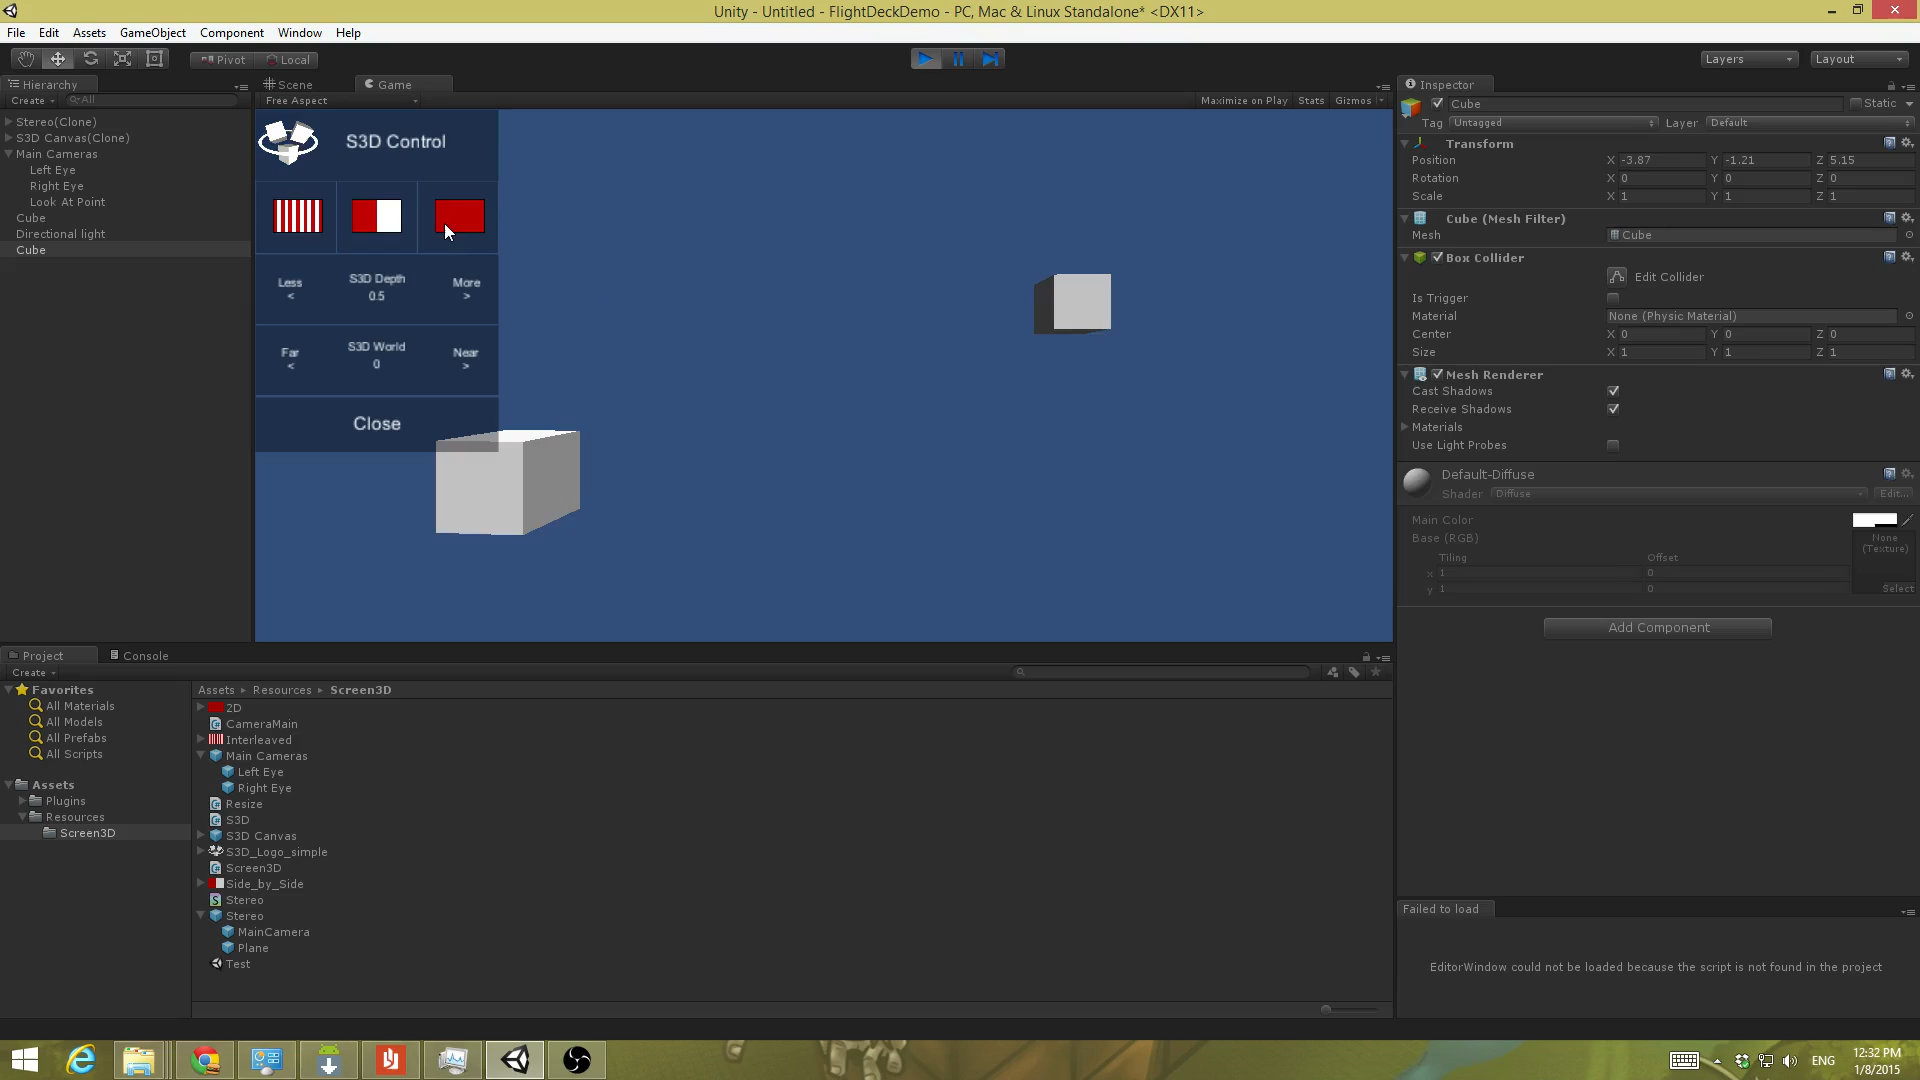 Unity - Untitled - FlightDeckDemo - PC, Mac & Linux Standalone* <DX11>
File Edit Assets GameObject Component Window Help
Pivot Local Layers Layout
Hierarchy
Create All
Stereo(Clone)
S3D Canvas(Clone)
Main Cameras
Left Eye
Right Eye
Look At Point
Cube
Directional light
Cube
Scene Game
Free Aspect Maximize on Play Stats Gizmos
S3D Control
Less
<
S3D Depth
0.5
More
>
Far
<
S3D World
0
Near
>
Close
Inspector
Cube Static
Tag Untagged Layer Default
Transform
Position X -3.87 Y -1.21 Z 5.15
Rotation X 0 Y 0 Z 0
Scale X 1 Y 1 Z 1
Cube (Mesh Filter)
Mesh Cube
Box Collider
Edit Collider
Is Trigger
Material None (Physic Material)
Center X 0 Y 0 Z 0
Size X 1 Y 1 Z 1
Mesh Renderer
Cast Shadows
Receive Shadows
Materials
Use Light Probes
Default-Diffuse
Shader Diffuse Edit...
Main Color
Base (RGB)
None
(Texture)
Tiling Offset
x 1 0
y 1 0
Select
Add Component
Failed to load
EditorWindow could not be loaded because the script is not found in the project
Project Console
Create
Favorites
All Materials
All Models
All Prefabs
All Scripts
Assets
Plugins
Resources
Screen3D
Assets Resources Screen3D
2D
CameraMain
Interleaved
Main Cameras
Left Eye
Right Eye
Resize
S3D
S3D Canvas
S3D_Logo_simple
Screen3D
Side_by_Side
Stereo
Stereo
MainCamera
Plane
Test
ENG
12:32 PM
1/8/2015